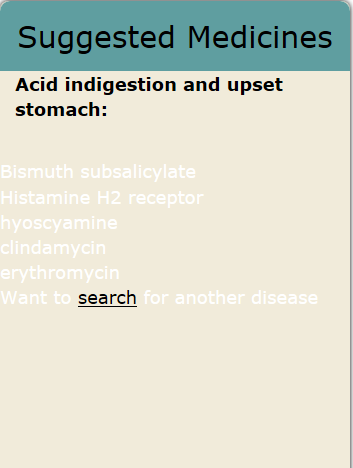 Suggested Medicines
Acid indigestion and upset
stomach:
Bismuth subsalicylate
Histamine H2 receptor
hyoscyamine
clindamycin
erythromycin
Want to search for another disease